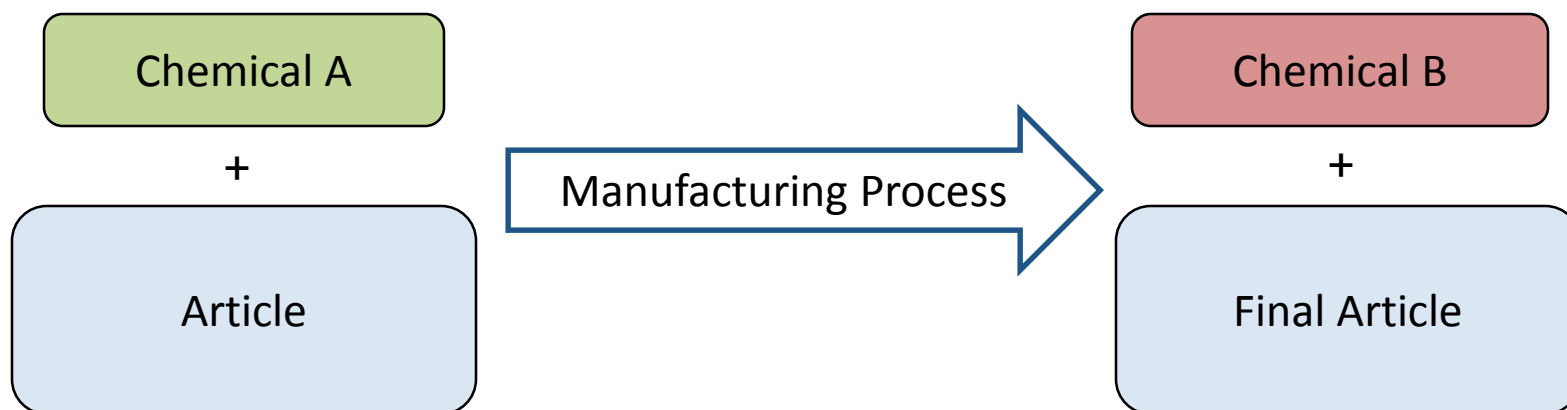 Chemical A
+
Article
Manufacturing Process
Chemical B
+
Final Article